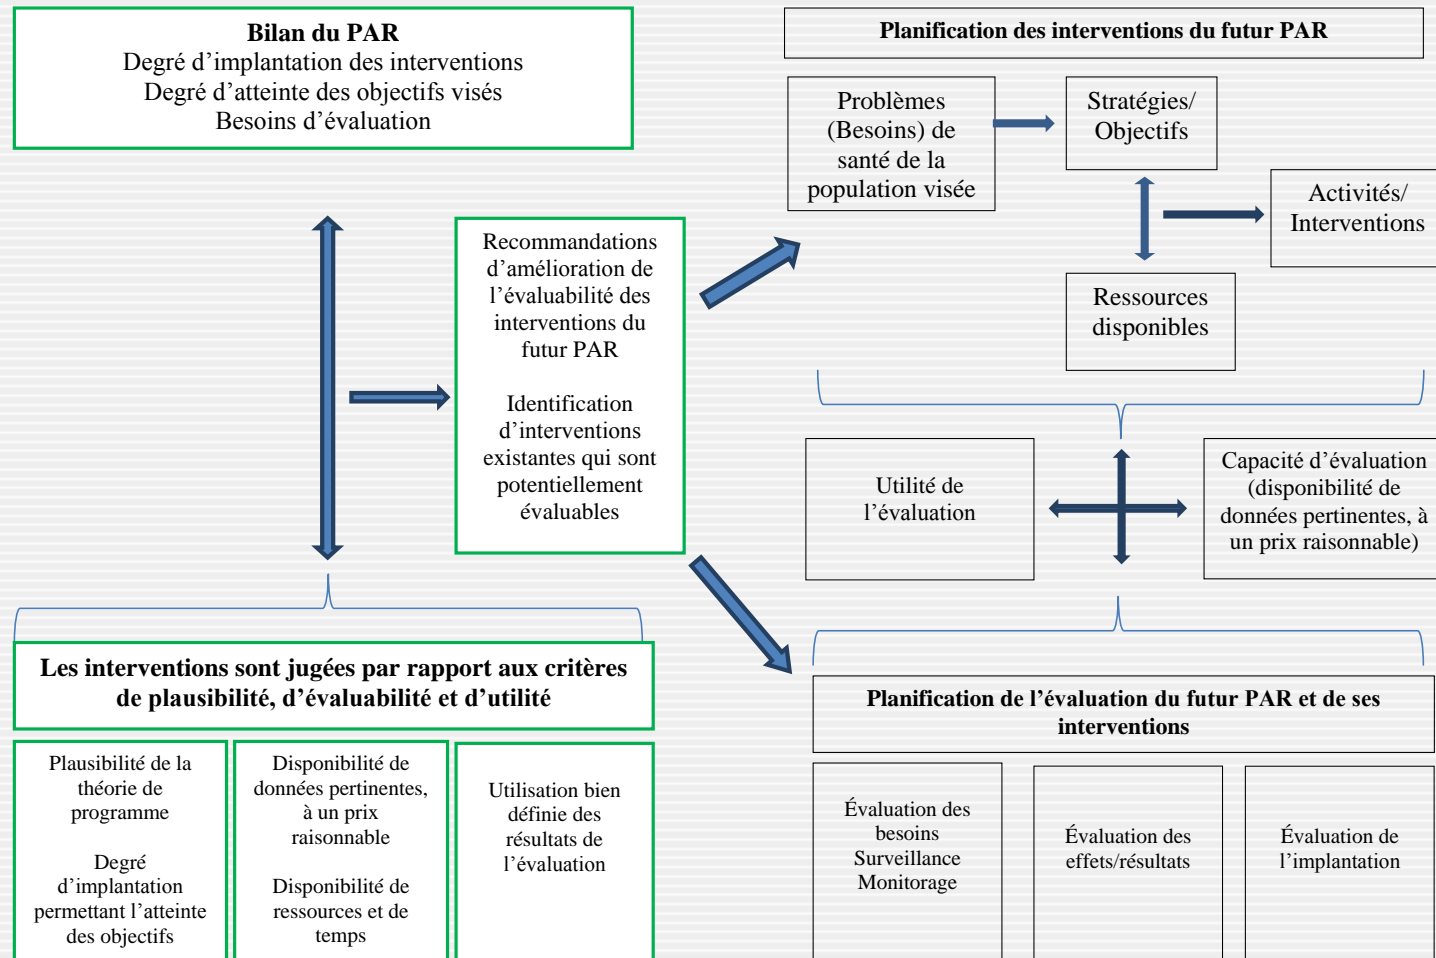 Bilan du PAR
Degré d’implantation des interventions
Degré d’atteinte des objectifs visés
Besoins d’évaluation
Planification des interventions du futur PAR
Problèmes
(Besoins) de
santé de la
population visée
Stratégies/
Objectifs
Activités/
Interventions
Ressources
disponibles
Recommandations
d’amélioration de
l’évaluabilité des
interventions du
futur PAR
Identification
d’interventions
existantes qui sont
potentiellement
évaluables
Utilité de
l’évaluation
Capacité d’évaluation
(disponibilité de
données pertinentes, à
un prix raisonnable)
Les interventions sont jugées par rapport aux critères
de plausibilité, d’évaluabilité et d’utilité
Plausibilité de la
théorie de
programme
Degré
d’implantation
permettant l’atteinte
des objectifs
Disponibilité de
données pertinentes,
à un prix
raisonnable
Disponibilité de
ressources et de
temps
Utilisation bien
définie des
résultats de
l’évaluation
Planification de l’évaluation du futur PAR et de ses
interventions
Évaluation des
besoins
Surveillance
Monitorage
Évaluation des
effets/résultats
Évaluation de
l’implantation